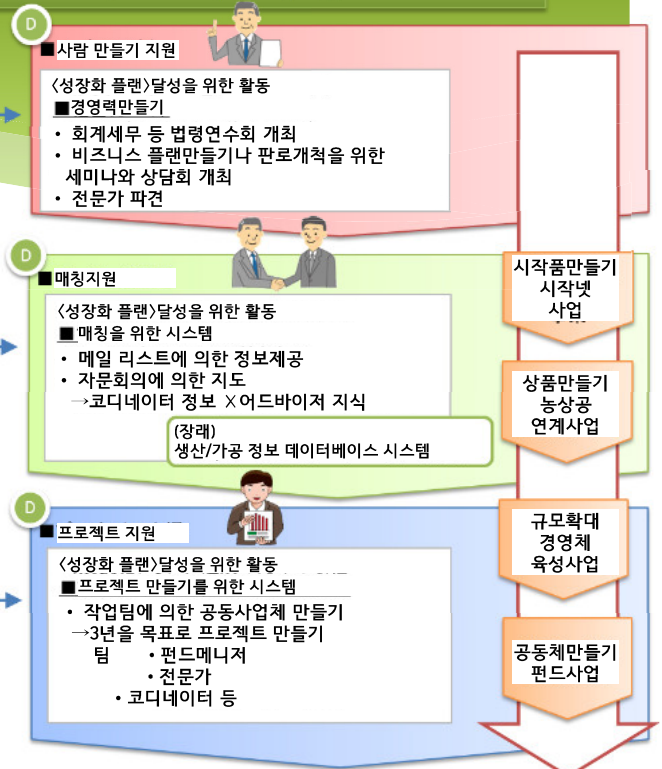 D
■사람 만들기 지원
〈성장화 플랜〉달성을 위한 활동
■경영력만들기
• 회계세무 등 법령연수회 개최
• 비즈니스 플랜만들기나 판로개척을 위한
세미나와 상담회 개최
• 전문가 파견
D
■매칭지원
〈성장화 플랜〉달성을 위한 활동
■매칭을 위한 시스템
• 메일 리스트에 의한 정보제공
• 자문회의에 의한 지도
→코디네이터 정보 X어드바이저 지식
(장래)
생산/가공 정보 데이터베이스 시스템
D
■프로젝트 지원
〈성장화 플랜〉달성을 위한 활동
■프로젝트 만들기를 위한 시스템
• 작업팀에 의한 공동사업체 만들기
→3년을 목표로 프로젝트 만들기
팀 •펀드메니저
•전문가
•코디네이터 등
시작품만들기
시작넷
사업
상품만들기
농상공
연계사업
규모확대
경영체
육성사업
공동체만들기
펀드사업